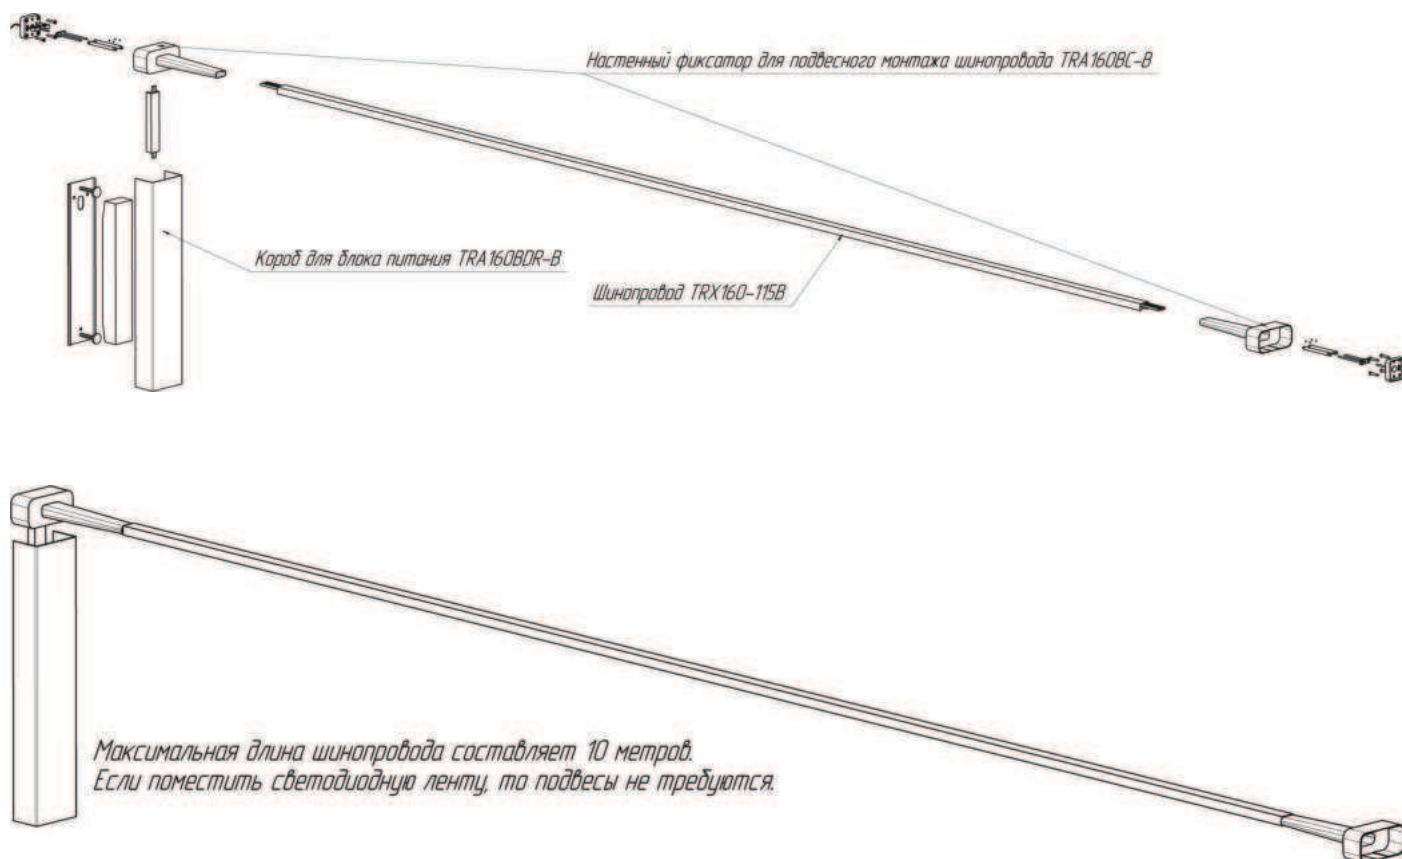 Настенный фиксатор для подвесного монтажа шинопровода TRA160BC-B
Короб для блока питания TRA160BDR-B
Шинопровод TRX160-115B
Максимальная длина шинопровода составляет 10 метров.
Если поместить светодиодную ленту, то подвесы не требуются.